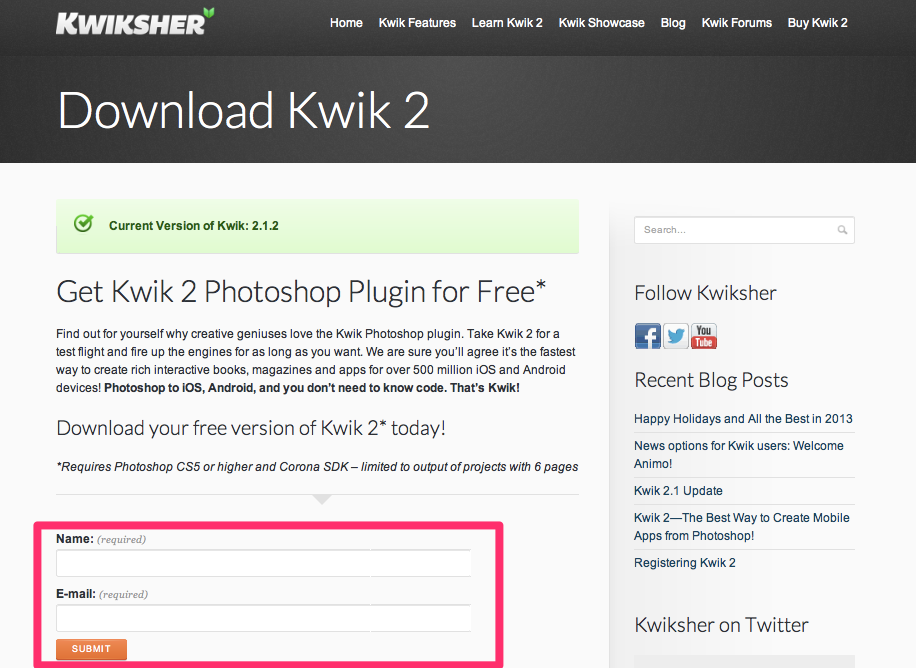 KWIKSHER
Home Kwik Features Learn Kwik 2 Kwik Showcase Blog Kwik Forums Buy Kwik 2
Download Kwik 2
Current Version of Kwik: 2.1.2
Get Kwik 2 Photoshop Plugin for Free*
Find out for yourself why creative geniuses love the Kwik Photoshop plugin. Take Kwik 2 for a
test flight and fire up the engines for as long as you want. We are sure you'll agree it's the fastest
way to create rich interactive books, magazines and apps for over 500 million iOS and Android
devices! Photoshop to iOS, Android, and you don't need to know code. That's Kwik!
Download your free version of Kwik 2* today!
*Requires Photoshop CS5 or higher and Corona SDK – limited to output of projects with 6 pages
Name: (required)
E-mail: (required)
SUBMIT
Search...
Follow Kwiksher
You
Tube
Recent Blog Posts
Happy Holidays and All the Best in 2013
News options for Kwik users: Welcome
Animo!
Kwik 2.1 Update
Kwik 2—The Best Way to Create Mobile
Apps from Photoshop!
Registering Kwik 2
Kwiksher on Twitter